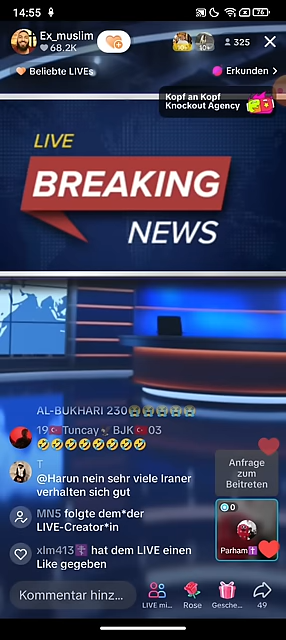 14:55
76
Ex_muslim
68.2K
10+
10+
325
Beliebte LIVEs
Erkunden >
Kopf an Kopf
Knockout Agency
LIVE
BREAKING
NEWS
AL-BUKHARI 230😭😭😭😭😭
19🇹🇷Tuncay🦅BJK🇹🇷03
🤣🤣🤣🤣🤣🤣🤣🤣
T
@Harun nein sehr viele Iraner
verhalten sich gut
MN5 folgte dem*der
LIVE-Creator*in
xlm413✝️ hat dem LIVE einen
Like gegeben
Anfrage
zum
Beitreten
0
Parham✝️
Kommentar hinz...
LIVE mi...
Rose
Gesche...
49